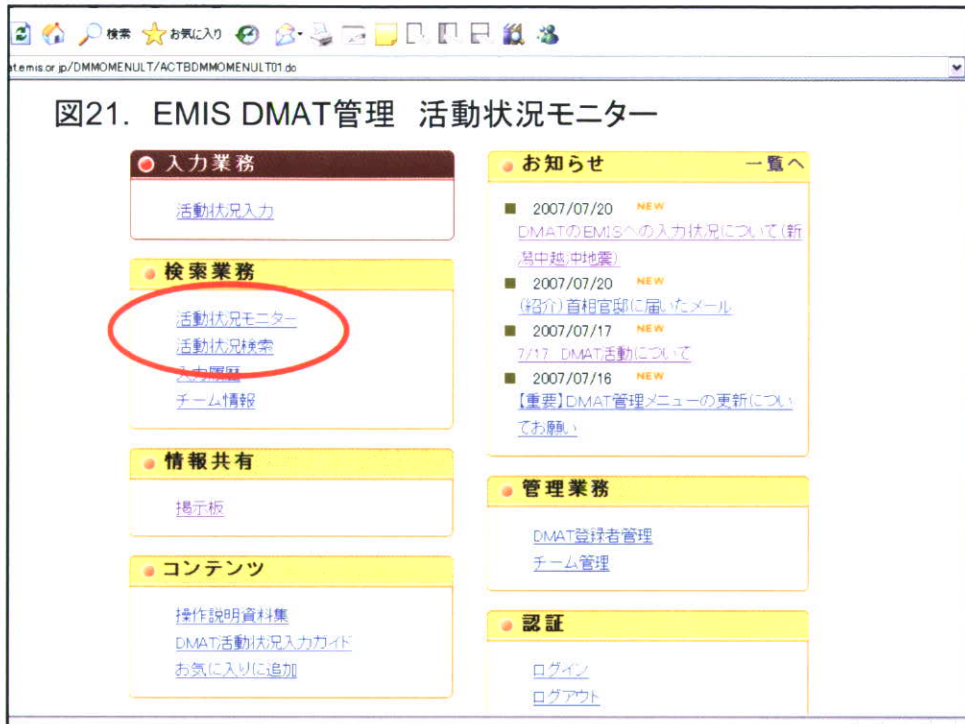 検索 お気に入り
at.emis.or.jp/DMMOMENULT/ACTBDMMOMENULT01.do
図21. EMIS DMAT管理 活動状況モニター
入力業務
活動状況入力
検索業務
活動状況モニター
活動状況検索
入力履歴
チーム情報
情報共有
掲示板
コンテンツ
操作説明資料集
DMAT活動状況入力ガイド
お気に入りに追加
お知らせ 一覧へ
2007/07/20 NEW
DMATのEMISへの入力状況について(新
潟中越沖地震)
2007/07/20 NEW
(紹介)首相官邸に届いたメール
2007/07/17 NEW
7/17 DMAT活動について
2007/07/16 NEW
【重要】DMAT管理メニューの更新につい
てお願い
管理業務
DMAT登録者管理
チーム管理
認証
ログイン
ログアウト